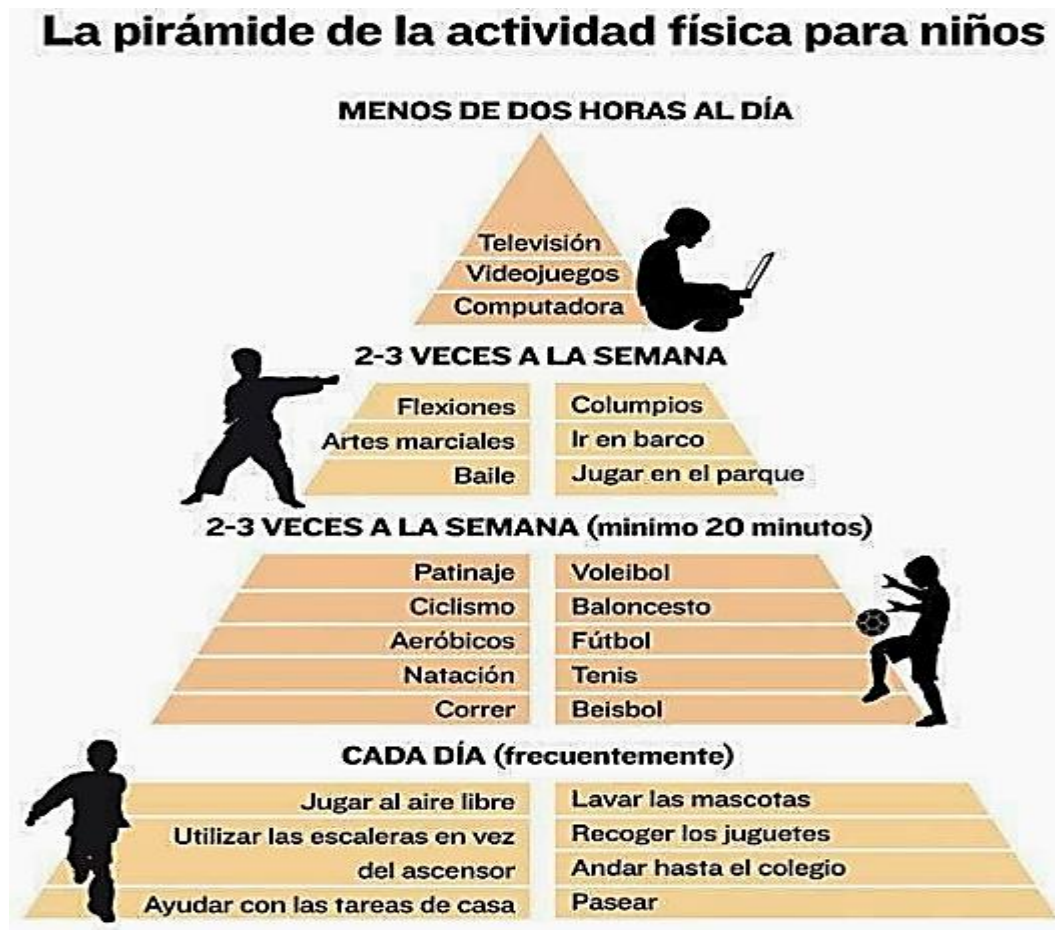 La pirámide de la actividad física para niños
MENOS DE DOS HORAS AL DÍA
Televisión
Videojuegos
Computadora
2-3 VECES A LA SEMANA
Flexiones
Artes marciales
Baile
Columpios
Ir en barco
Jugar en el parque
2-3 VECES A LA SEMANA (minímo 20 minutos)
Patinaje
Ciclismo
Aeróbicos
Natación
Correr
Voleibol
Baloncesto
Fútbol
Tenis
Beisbol
CADA DÍA (frecuentemente)
Jugar al aire libre
Utilizar las escaleras en vez
del ascensor
Ayudar con las tareas de casa
Lavar las mascotas
Recoger los juguetes
Andar hasta el colegio
Pasear